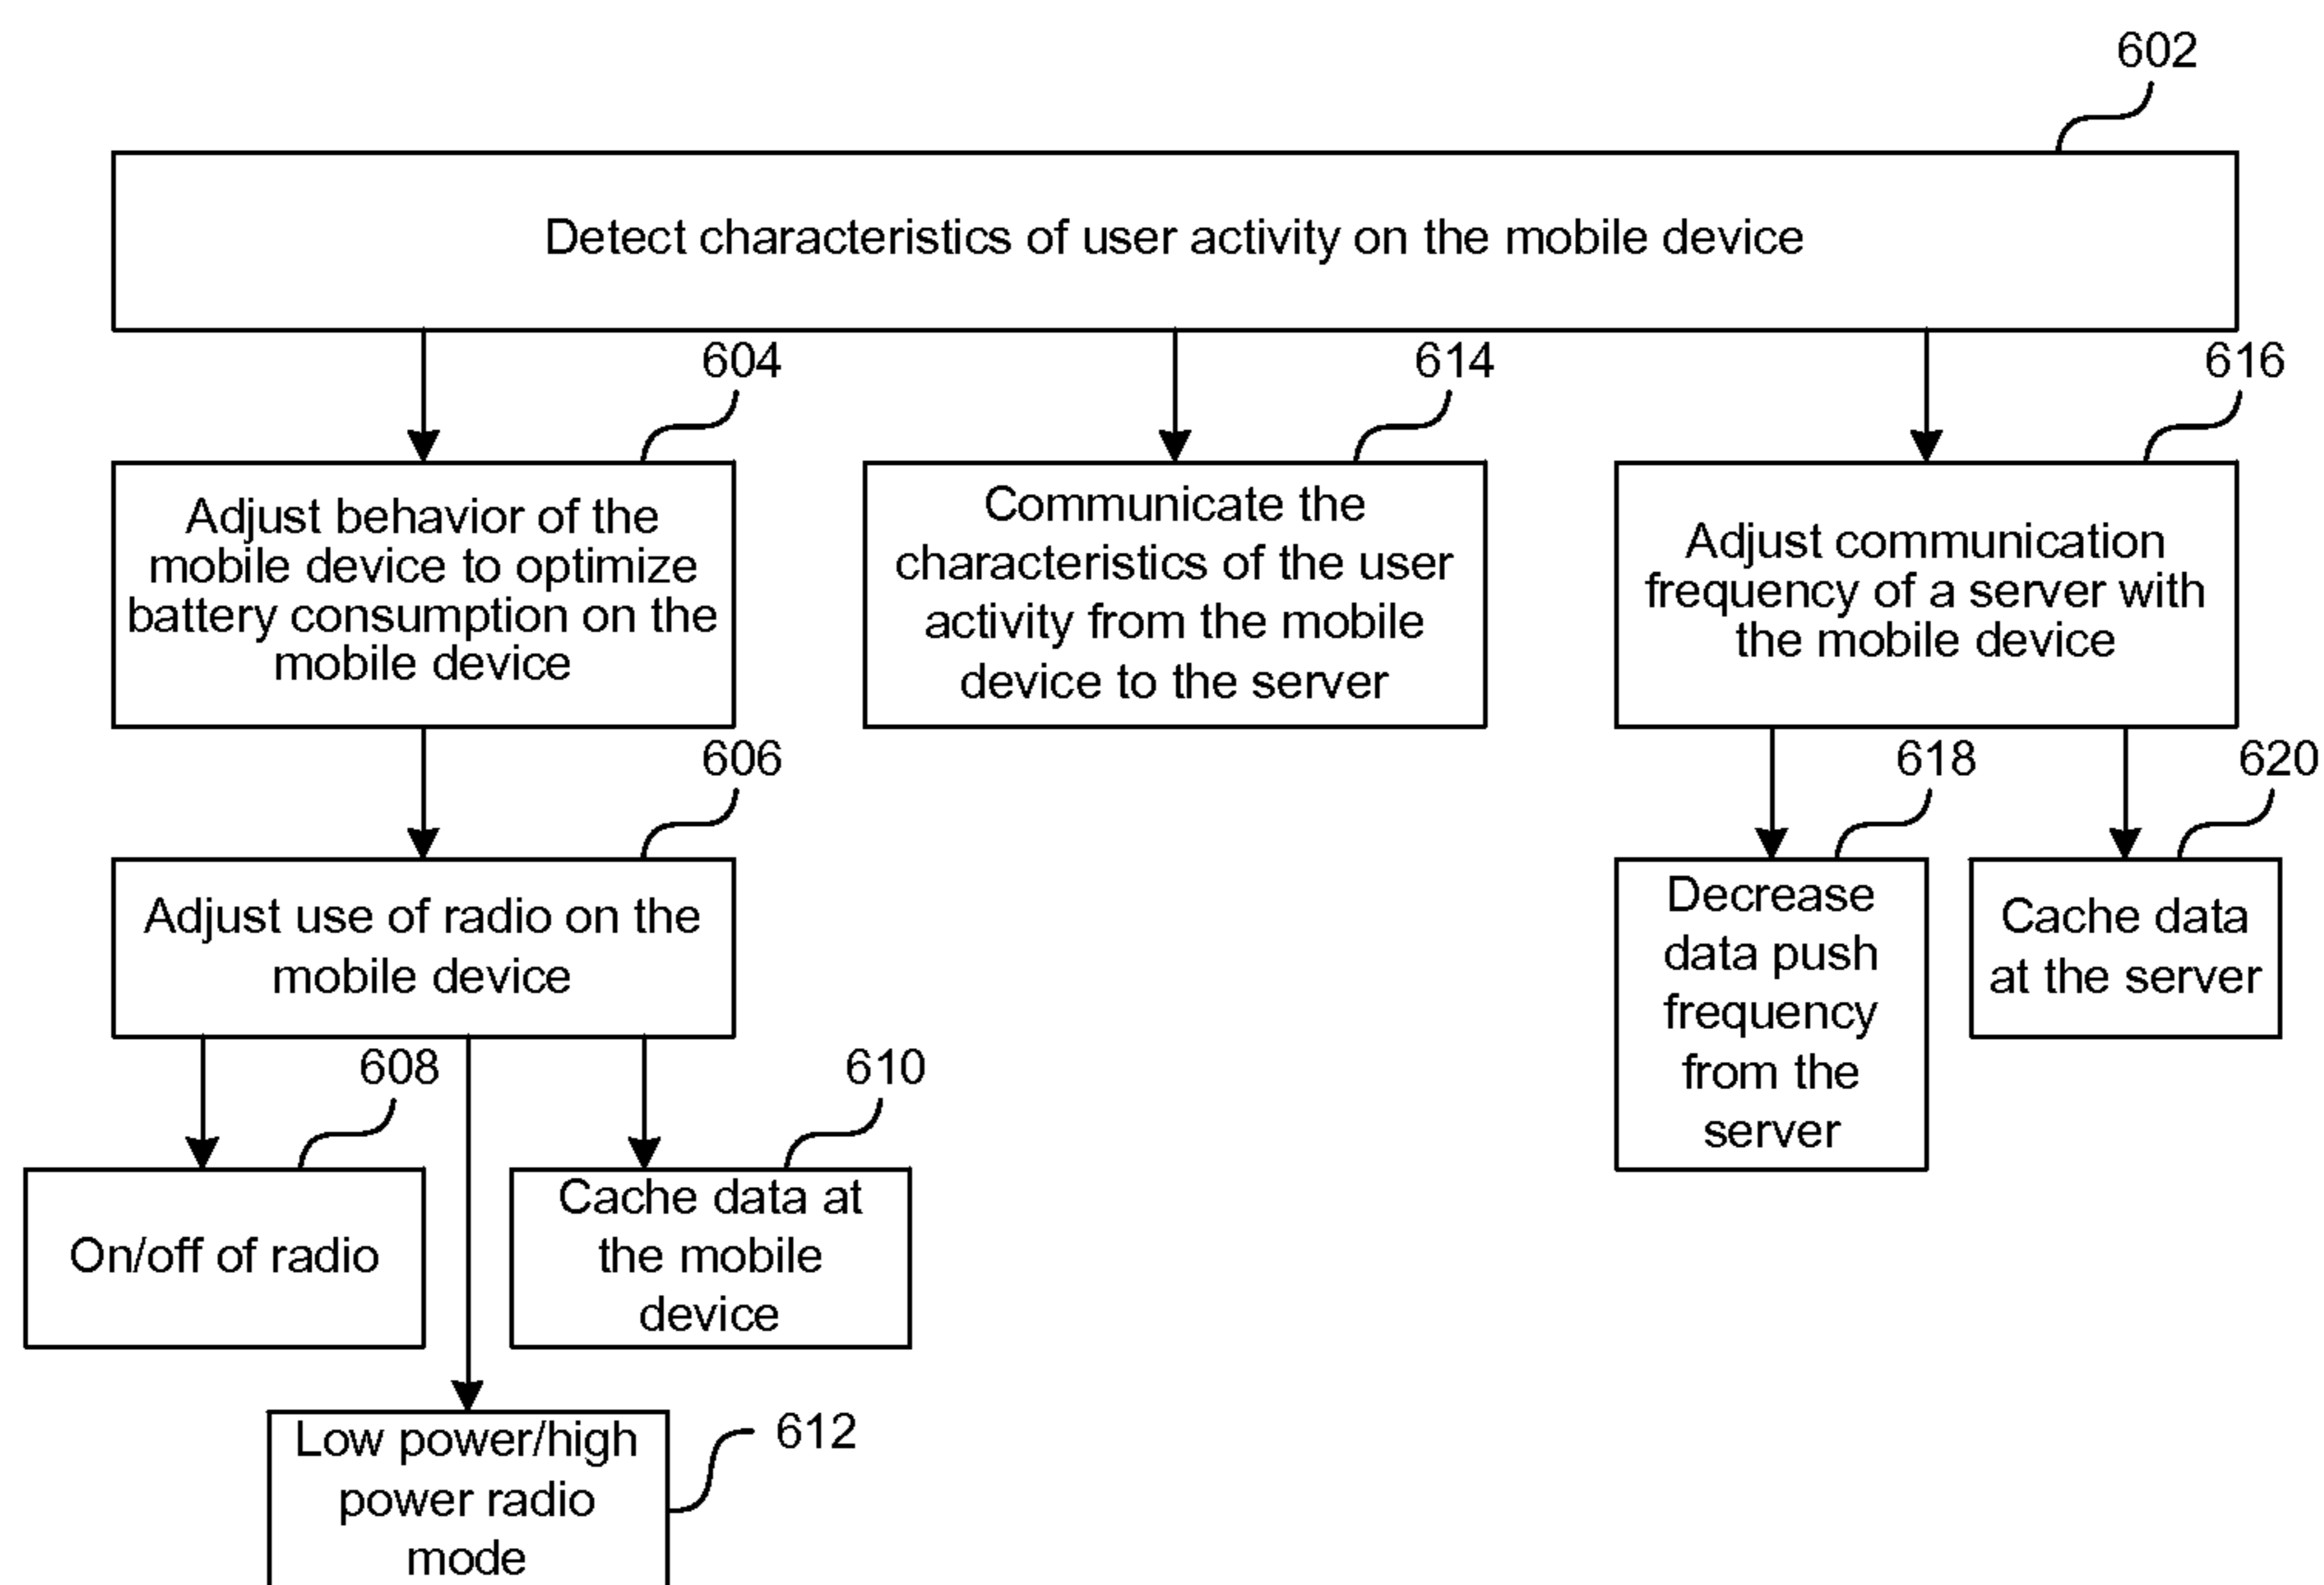 602
Detect characteristics of user activity on the mobile device
604
614
616
Adjust behavior of the
mobile device to optimize
battery consumption on the
mobile device
Communicate the
characteristics of the user
activity from the mobile
device to the server
Adjust communication
frequency of a server with
the mobile device
606
618
620
Adjust use of radio on the
mobile device
Decrease
data push
frequency
from the
server
Cache data
at the server
608
610
On/off of radio
Cache data at
the mobile
device
612
Low power/high
power radio
mode